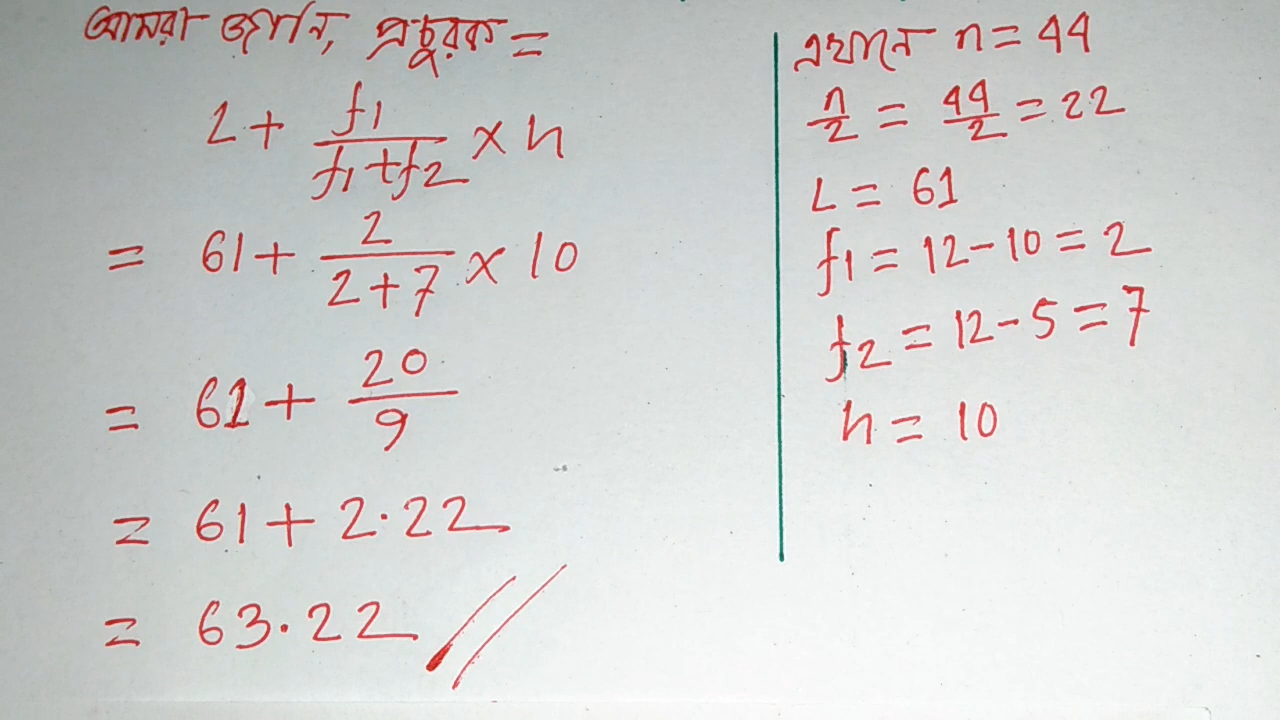 আমরা জানি, প্রচুরক =
L + f1/(f1+f2) × h
= 61 + 2/(2+7) × 10
= 61 + 20/9
= 61 + 2.22
= 63.22
এখানে n = 44
n/2 = 44/2 = 22
L = 61
f1 = 12 - 10 = 2
f2 = 12 - 5 = 7
h = 10